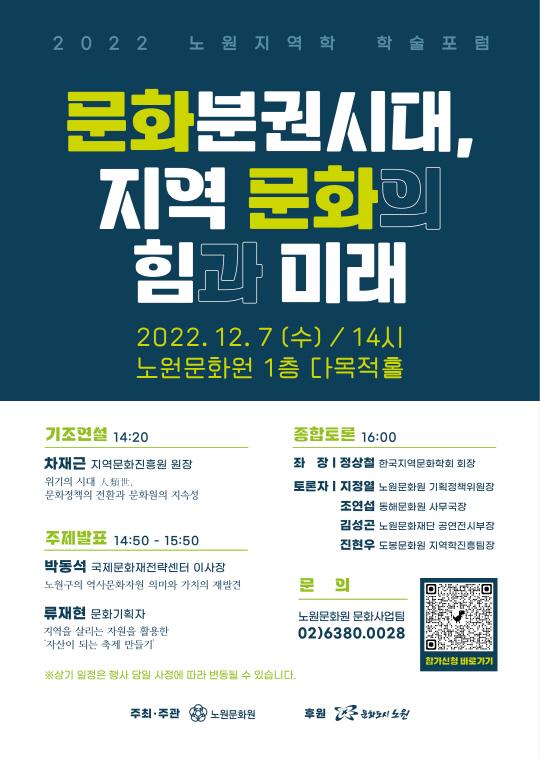 2022 노원지역학 학술포럼
문화분권시대,
지역 문화의
힘과 미래
2022. 12. 7 (수) / 14시
노원문화원 1층 다목적홀
기조연설 14:20
차재근 지역문화진흥원 원장
위기의 시대 人類世.
문화정책의 전환과 문화원의 지속성
주제발표 14:50 - 15:50
박동석 국제문화재전략센터 이사장
노원구의 역사문화자원 의미와 가치의 재발견
류재현 문화기획자
지역을 살리는 자원을 활용한
'자산이 되는 축제 만들기'
종합토론 16:00
좌 장 | 정상철 한국지역문화학회 회장
토론자 | 지정열 노원문화원 기획정책위원장
조연섭 동해문화원 사무국장
김성곤 노원문화재단 공연전시부장
진현우 도봉문화원 지역학진흥팀장
문 의
노원문화원 문화사업팀
02)6380.0028
참가신청 바로가기
※상기 일정은 행사 당일 사정에 따라 변동될 수 있습니다.
주최·주관 노원문화원
후원 문화도시 노원